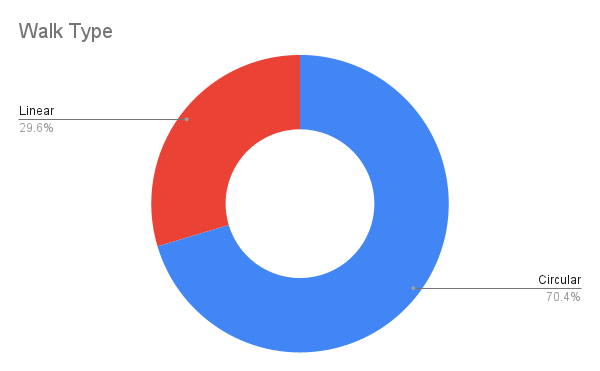 Walk Type
Linear
29.6%
Circular
70.4%